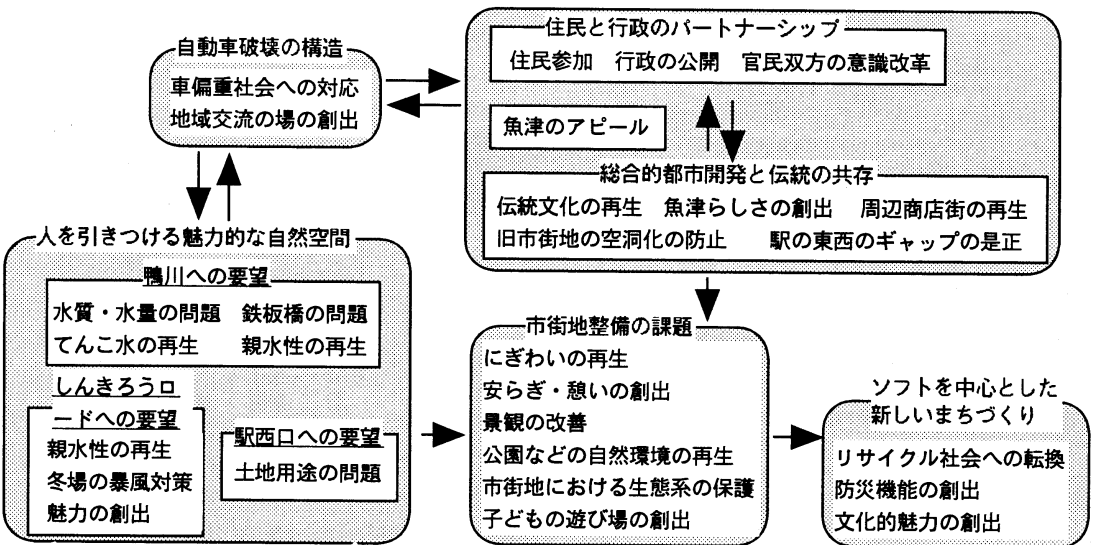 自動車破壊の構造
車偏重社会への対応
地域交流の場の創出
住民と行政のパートナーシップ
住民参加 行政の公開 官民双方の意識改革
魚津のアピール
総合的都市開発と伝統の共存
伝統文化の再生 魚津らしさの創出 周辺商店街の再生
旧市街地の空洞化の防止 駅の東西のギャップの是正
人を引きつける魅力的な自然空間
鴨川への要望
水質・水量の問題 鉄板橋の問題
てんこ水の再生 親水性の再生
しんきろうロ
ードへの要望
親水性の再生
冬場の暴風対策
魅力の創出
駅西口への要望
土地用途の問題
市街地整備の課題
にぎわいの再生
安らぎ・憩いの創出
景観の改善
公園などの自然環境の再生
市街地における生態系の保護
子どもの遊び場の創出
ソフトを中心とした
新しいまちづくり
リサイクル社会への転換
防災機能の創出
文化的魅力の創出